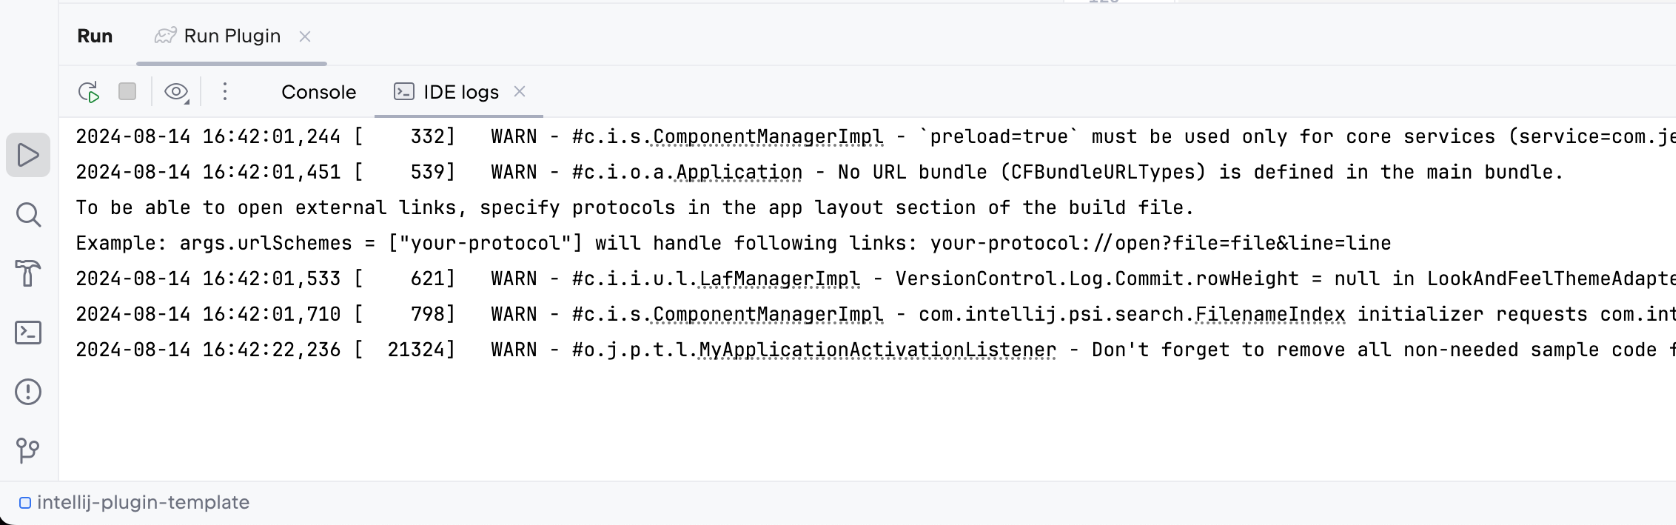 Run Run Plugin
Console IDE logs
2024-08-14 16:42:01,244 [    332]   WARN - #c.i.s.ComponentManagerImpl - `preload=true` must be used only for core services (service=com.je
2024-08-14 16:42:01,451 [    539]   WARN - #c.i.o.a.Application - No URL bundle (CFBundleURLTypes) is defined in the main bundle.
To be able to open external links, specify protocols in the app layout section of the build file.
Example: args.urlSchemes = ["your-protocol"] will handle following links: your-protocol://open?file=file&line=line
2024-08-14 16:42:01,533 [    621]   WARN - #c.i.i.u.l.LafManagerImpl - VersionControl.Log.Commit.rowHeight = null in LookAndFeelThemeAdapte
2024-08-14 16:42:01,710 [    798]   WARN - #c.i.s.ComponentManagerImpl - com.intellij.psi.search.FilenameIndex initializer requests com.int
2024-08-14 16:42:22,236 [  21324]   WARN - #o.j.p.t.l.MyApplicationActivationListener - Don't forget to remove all non-needed sample code f
intellij-plugin-template